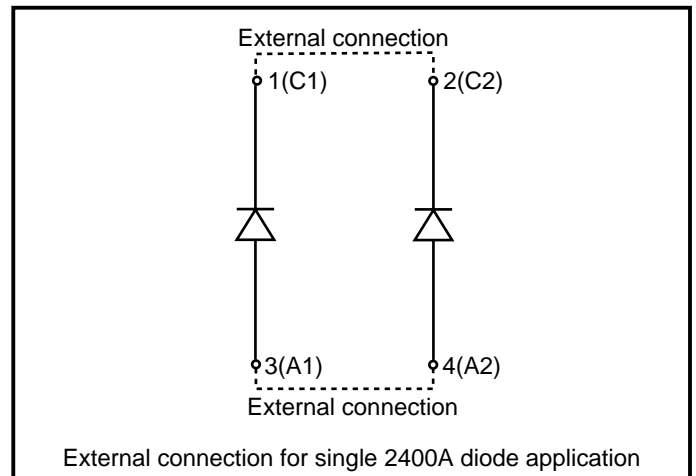 External connection
1(C1)
2(C2)
3(A1)
4(A2)
External connection
External connection for single 2400A diode application